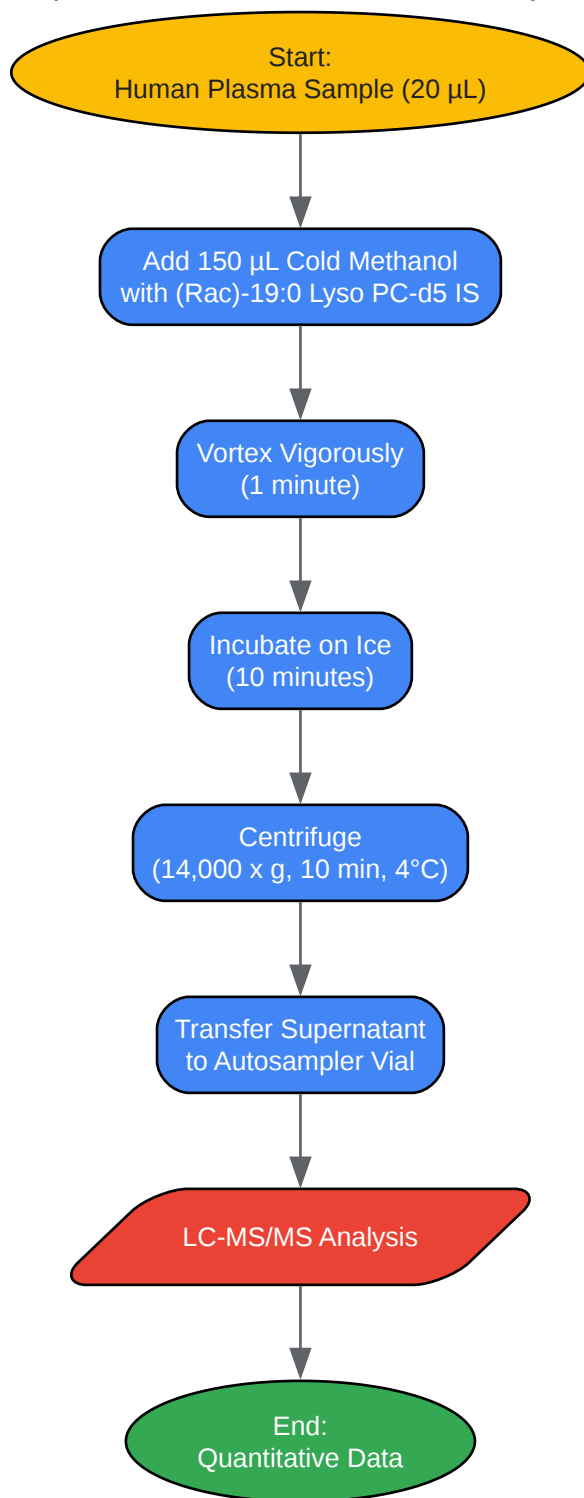 Start:
Human Plasma Sample (20 µL)
Add 150 µL Cold Methanol
with (Rac)-19:0 Lyso PC-d5 IS
Vortex Vigorously
(1 minute)
Incubate on Ice
(10 minutes)
Centrifuge
(14,000 x g, 10 min, 4°C)
Transfer Supernatant
to Autosampler Vial
LC-MS/MS Analysis
End:
Quantitative Data